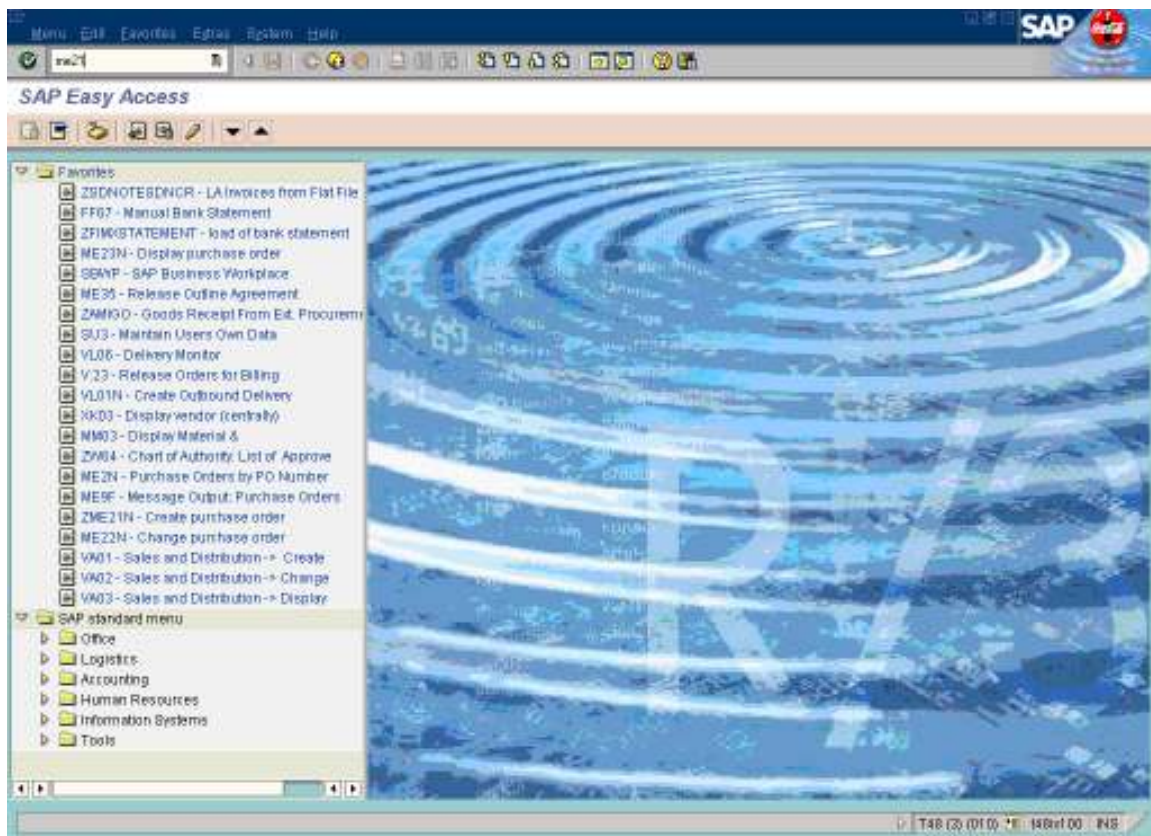 Menu Edit Favorites Extras System Help
SAP
me21
SAP Easy Access
Favorites
ZSDNOTESDNCR - LA Invoices from Flat File
FF67 - Manual Bank Statement
ZFIMXSTATEMENT - load of bank statement
ME23N - Display purchase order
SBWP - SAP Business Workplace
ME35 - Release Outline Agreement
ZAMIGO - Goods Receipt From Ext. Procurem
SU3 - Maintain Users Own Data
VL06 - Delivery Monitor
V.23 - Release Orders for Billing
VL01N - Create Outbound Delivery
XK03 - Display vendor (centrally)
MM03 - Display Material &
ZW04 - Chart of Authority: List of Approve
ME2N - Purchase Orders by PO Number
ME9F - Message Output: Purchase Orders
ZME21N - Create purchase order
ME22N - Change purchase order
VA01 - Sales and Distribution -> Create
VA02 - Sales and Distribution -> Change
VA03 - Sales and Distribution -> Display
SAP standard menu
Office
Logistics
Accounting
Human Resources
Information Systems
Tools
R/3
T48 (3) (010) INS